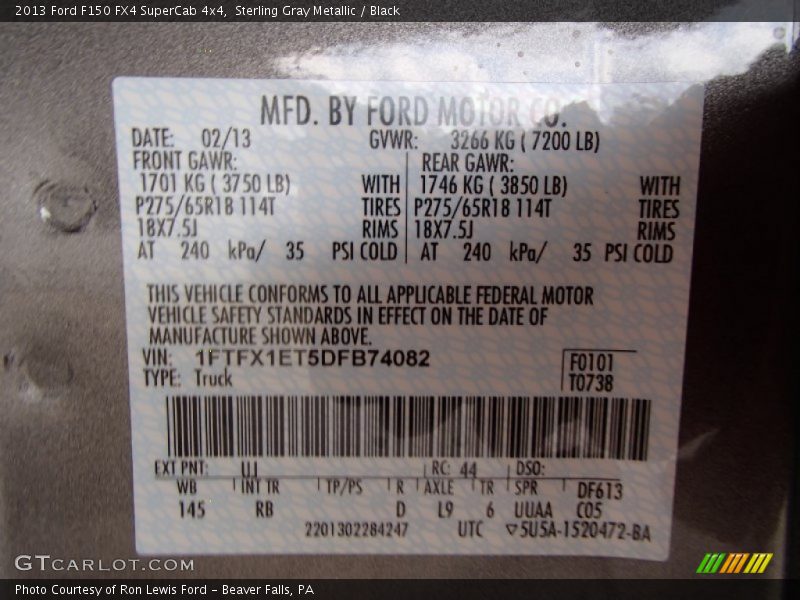 2013 Ford F150 FX4 SuperCab 4x4,  Sterling Gray Metallic / Black
MFD. BY FORD MOTOR CO.
DATE: 02/13 GVWR: 3266 KG ( 7200 LB)
FRONT GAWR: REAR GAWR:
1701 KG ( 3750 LB) WITH 1746 KG ( 3850 LB) WITH
P275/65R18 114T TIRES P275/65R18 114T TIRES
18X7.5J RIMS 18X7.5J RIMS
AT 240 kPa/ 35 PSI COLD AT 240 kPa/ 35 PSI COLD
THIS VEHICLE CONFORMS TO ALL APPLICABLE FEDERAL MOTOR
VEHICLE SAFETY STANDARDS IN EFFECT ON THE DATE OF
MANUFACTURE SHOWN ABOVE.
VIN: 1FTFX1ET5DFB74082 F0101
TYPE: Truck T0738
EXT PNT: UJ RC: 44 DSO:
WB INT TR TP/PS R AXLE TR SPR DF613
145 RB D L9 6 UUAA C05
2201302284247 UTC ▽5U5A-1520472-BA
GTCARCOT.COM
Photo Courtesy of Ron Lewis Ford – Beaver Falls, PA